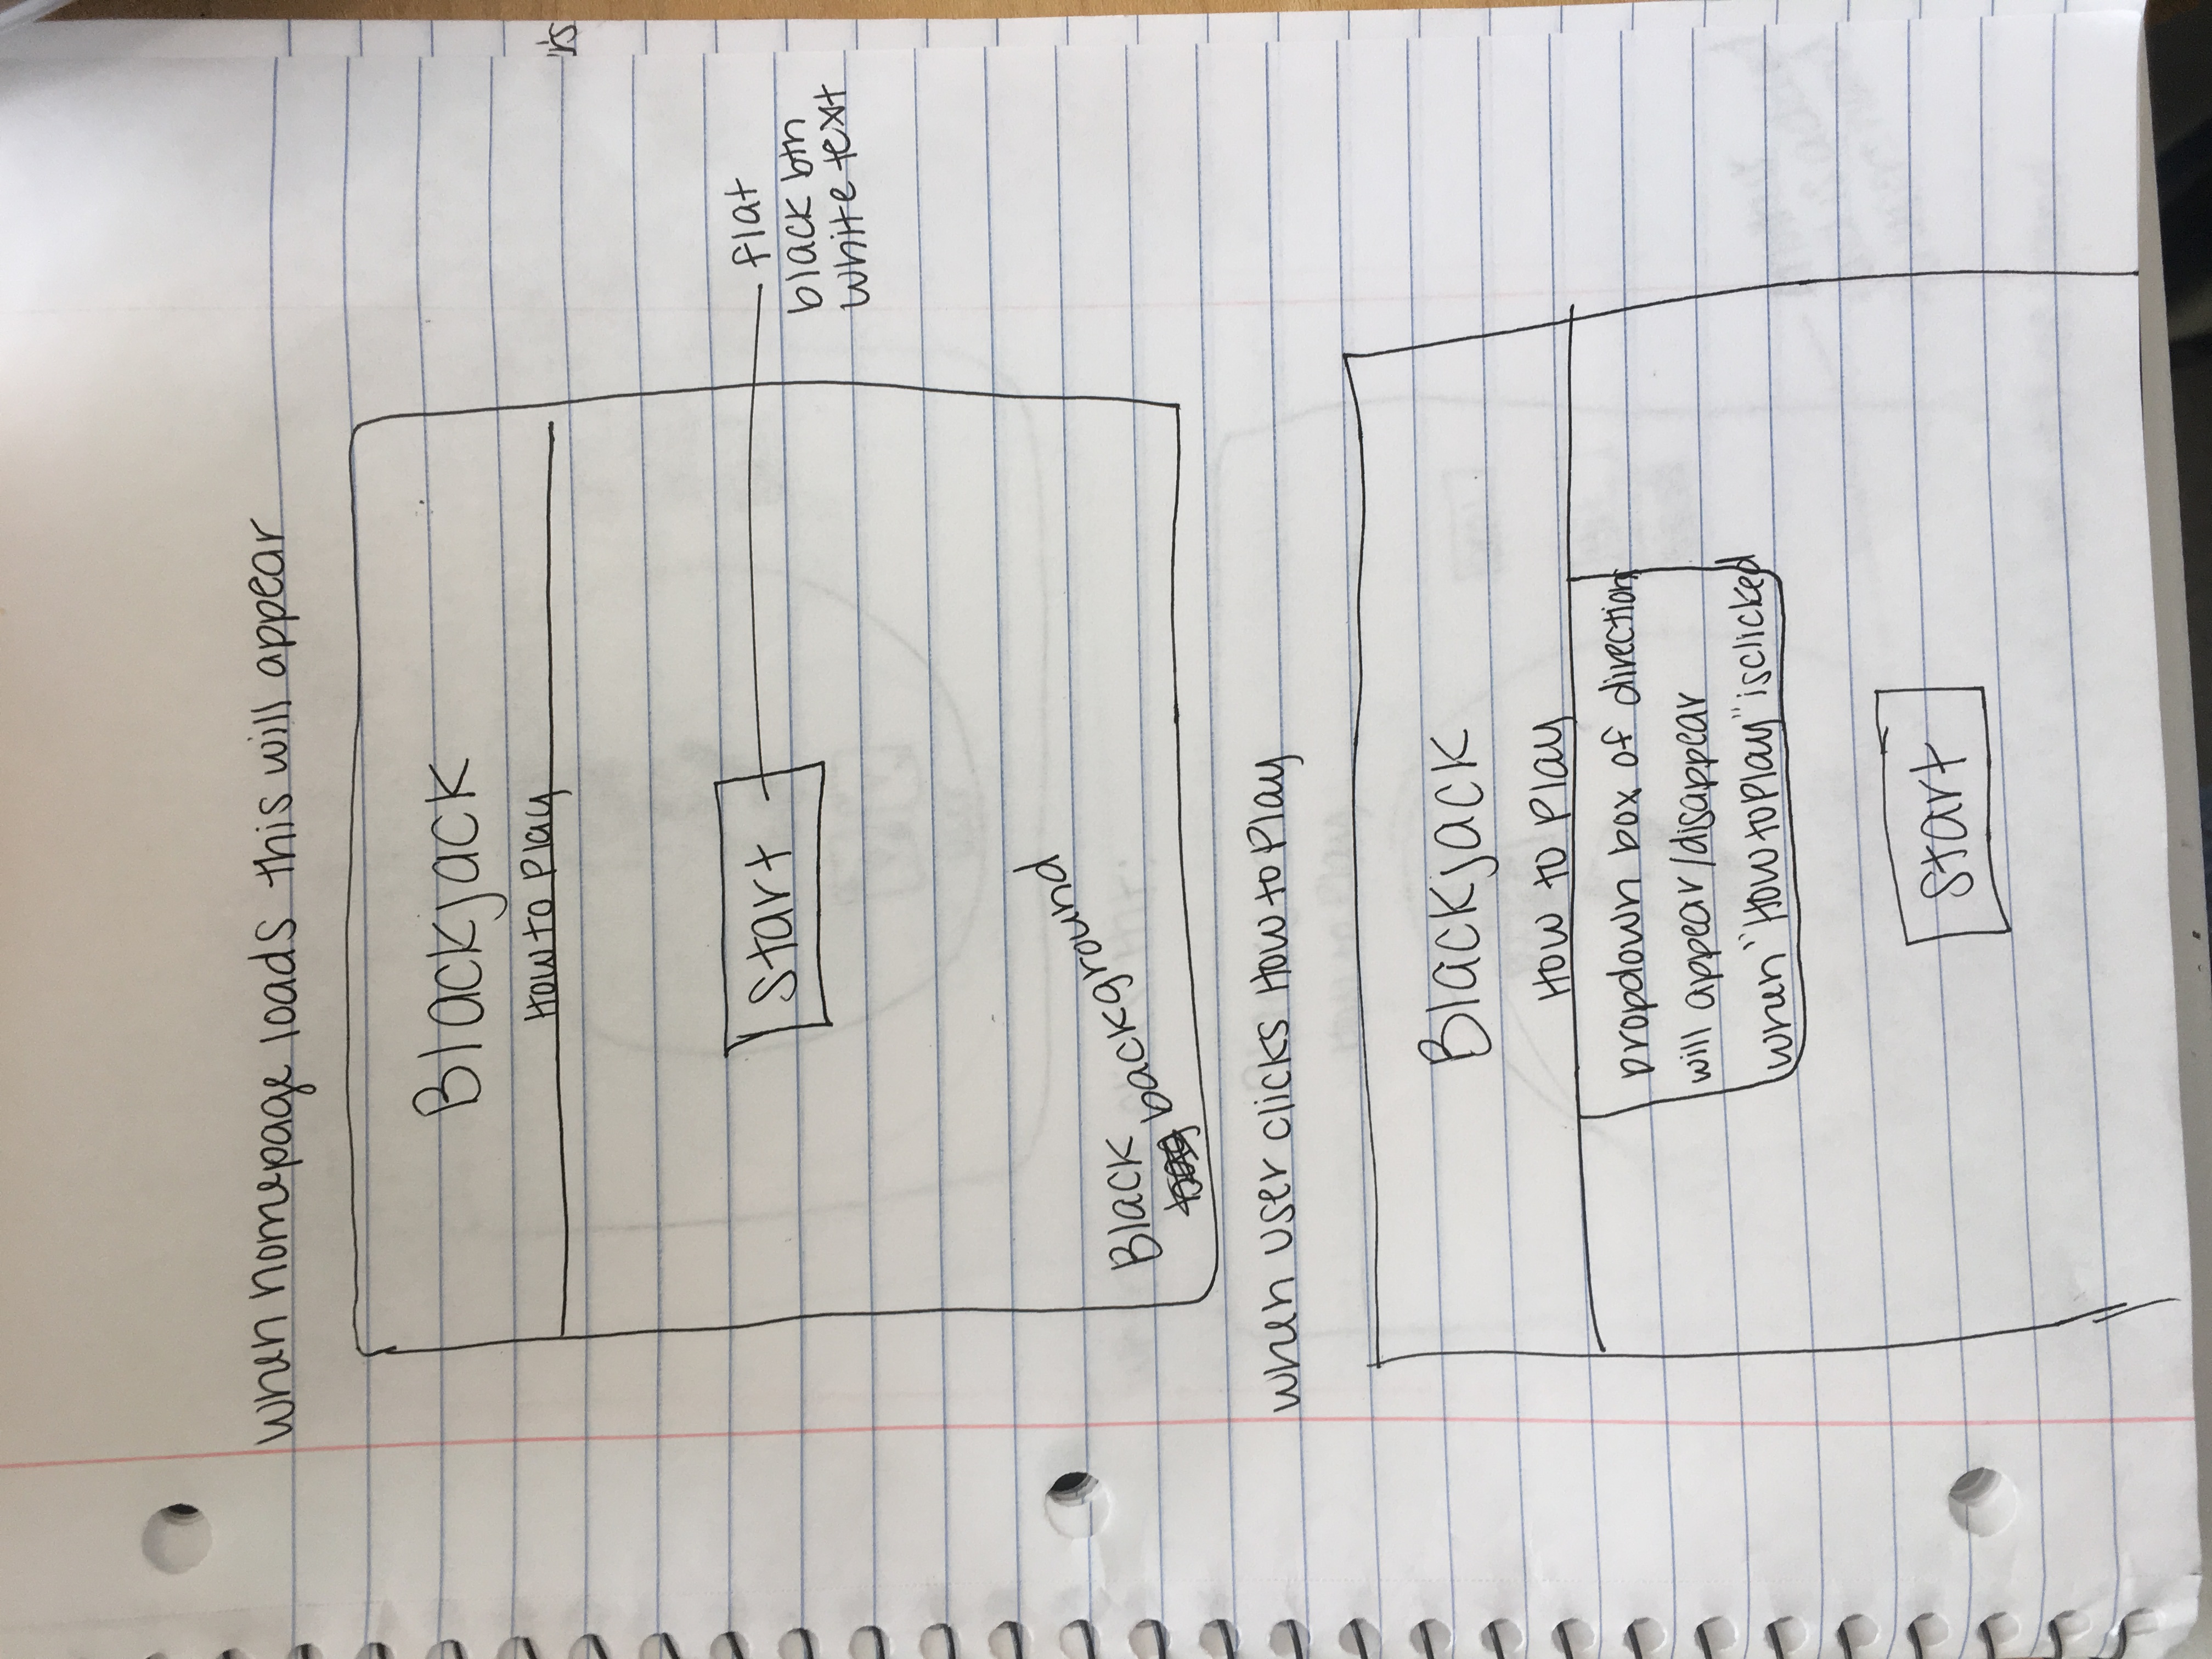 when homepage loads this will appear
Blackjack
How to Play
Start
flat
black btn
white text
Black
background
when user clicks How to Play
Blackjack
How to Play
Dropdown box of directions
will appear/disappear
when "How to Play" is clicked
Start